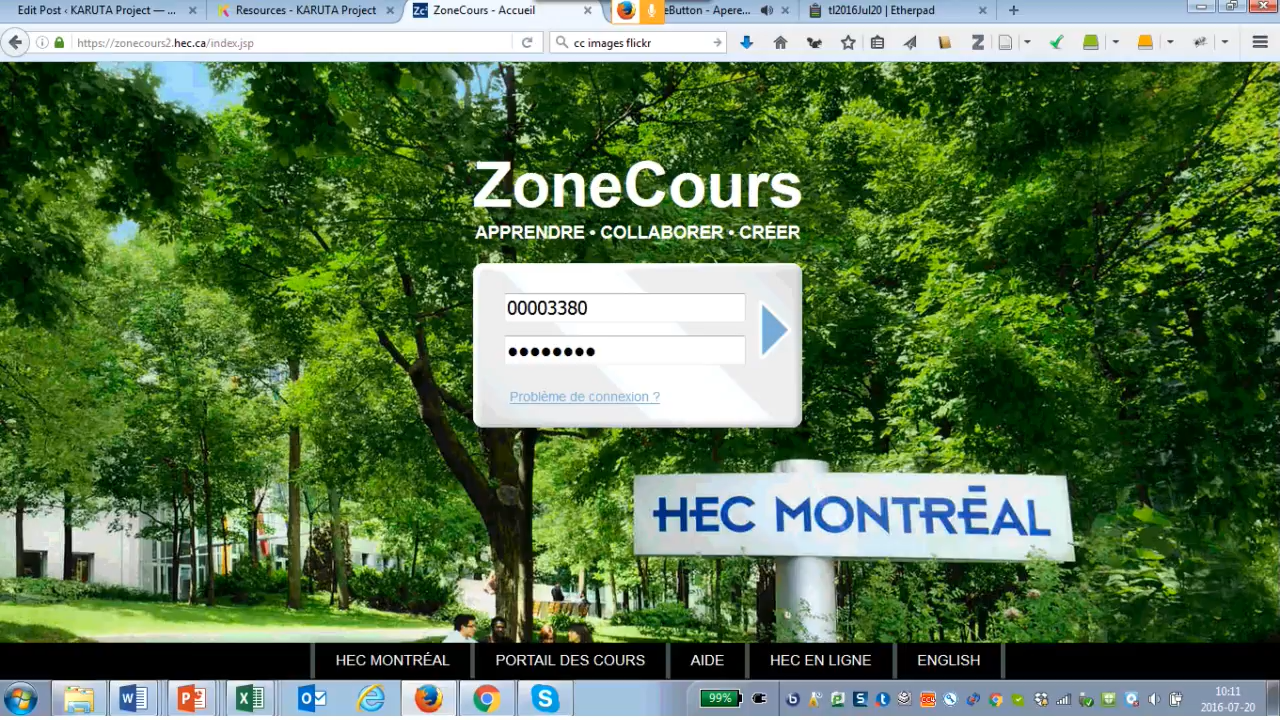 Edit Post ‹ KARUTA Project — ...
Resources - KARUTA Project
ZoneCours - Accueil
eButton - Apere...
tl2016Jul20 | Etherpad
https://zonecours2.hec.ca/index.jsp
cc images flickr
ZoneCours
APPRENDRE • COLLABORER • CRÉER
00003380
Problème de connexion ?
HEC MONTRÉAL
HEC MONTRÉAL
PORTAIL DES COURS
AIDE
HEC EN LIGNE
ENGLISH
99%
10:11
2016-07-20